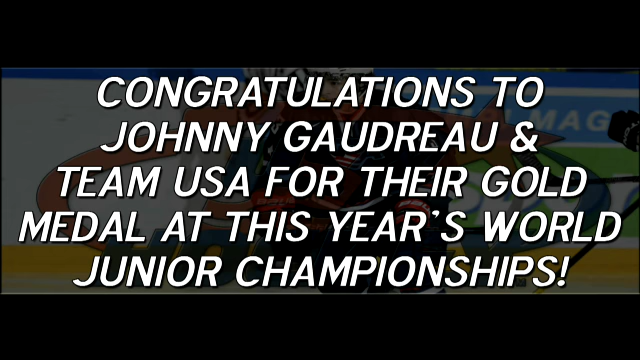 CONGRATULATIONS TO
JOHNNY GAUDREAU &
TEAM USA FOR THEIR GOLD
MEDAL AT THIS YEAR'S WORLD
JUNIOR CHAMPIONSHIPS!